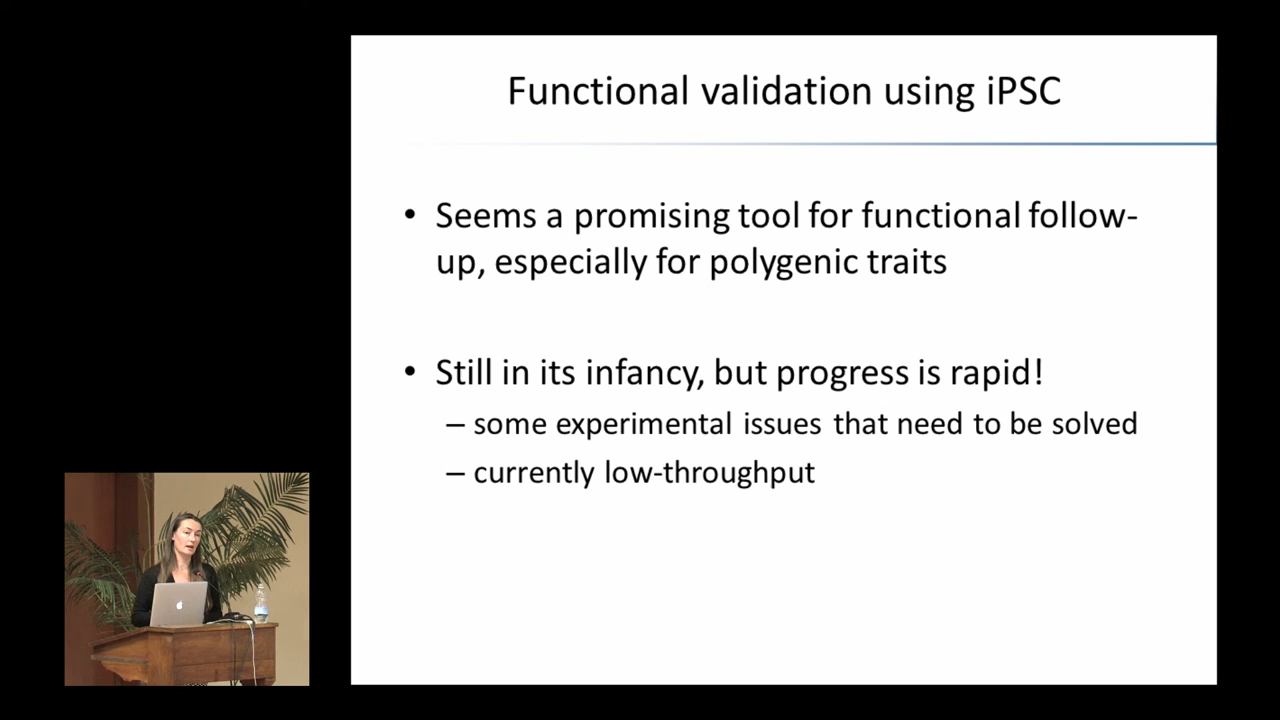 Functional validation using iPSC
• Seems a promising tool for functional follow-
up, especially for polygenic traits
• Still in its infancy, but progress is rapid!
– some experimental issues that need to be solved
– currently low-throughput